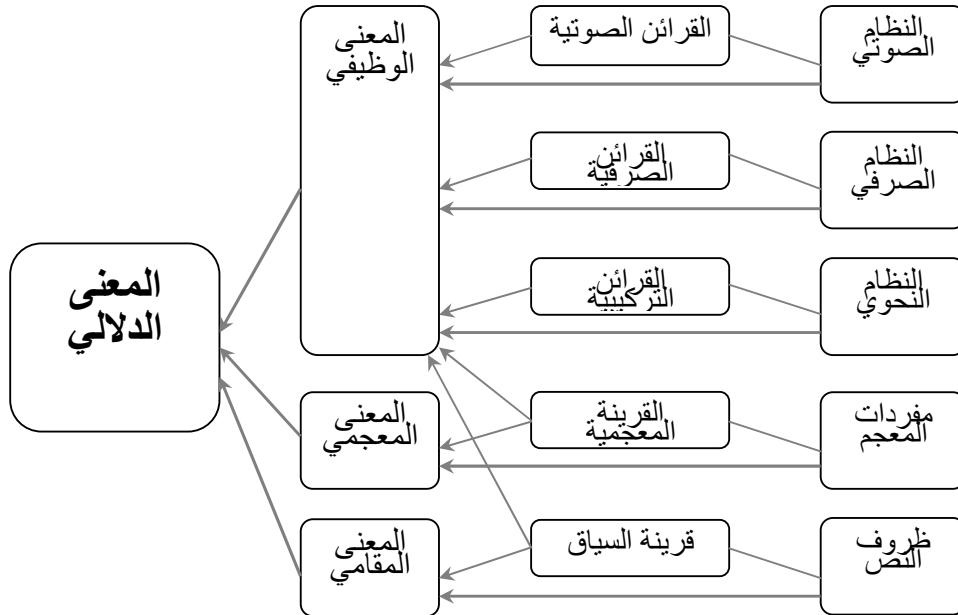 النظام
الصوتي
القرائن الصوتية
المعنى
الوظيفي
النظام
الصرفي
القرائن
الصرفية
النظام
النحوي
القرائن
التركيبية
المعنى
الدلالي
مفردات
المعجم
القرينة
المعجمية
المعنى
المعجمي
ظروف
النص
قرينة السياق
المعنى
المقامي